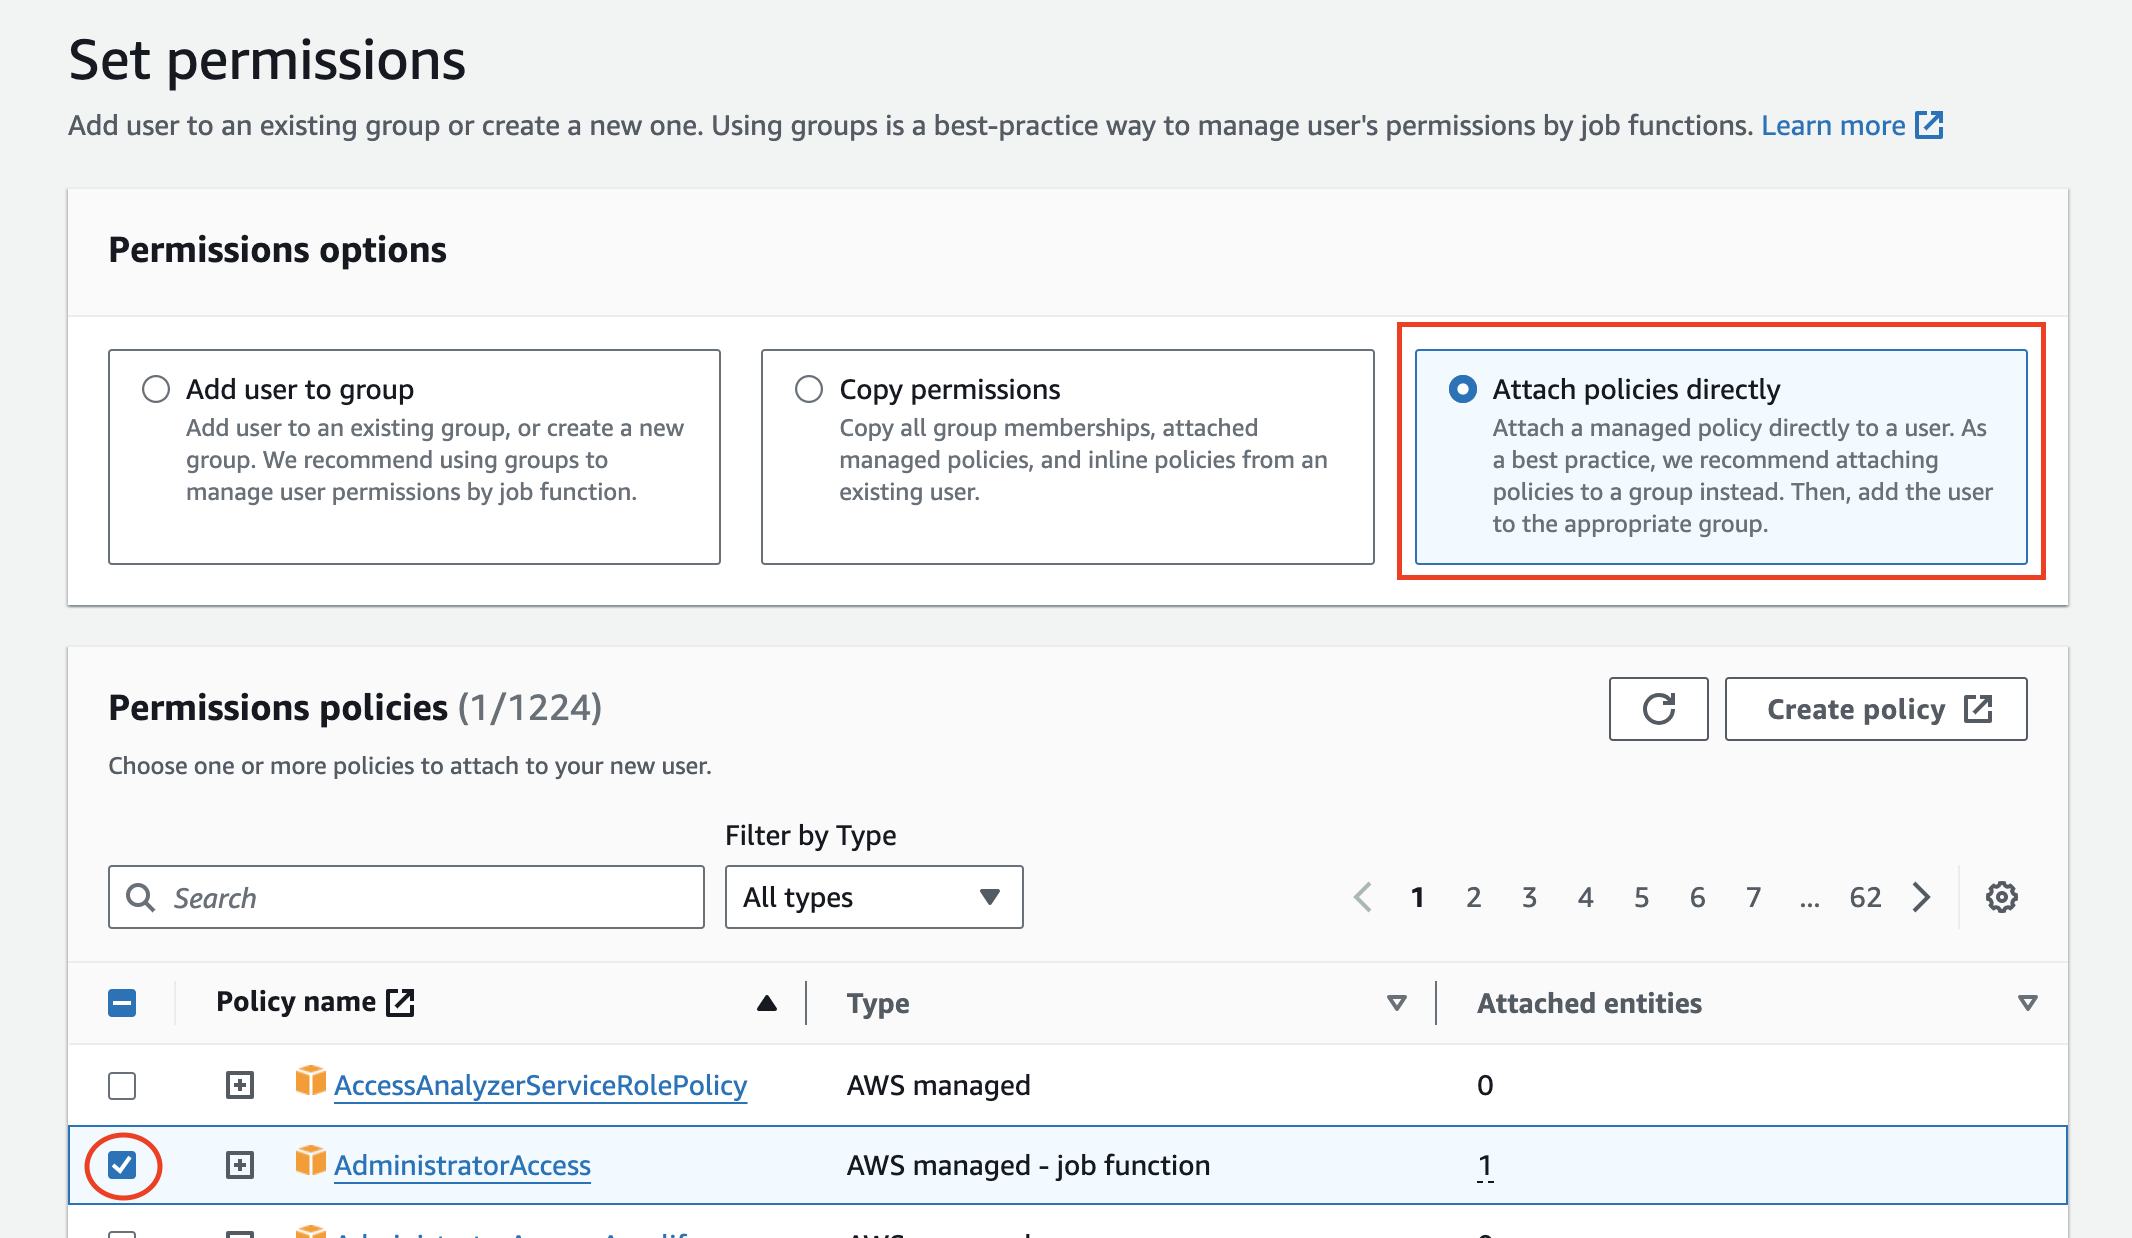 Set permissions
Add user to an existing group or create a new one. Using groups is a best-practice way to manage user's permissions by job functions. Learn more
Permissions options
Add user to group
Add user to an existing group, or create a new
group. We recommend using groups to
manage user permissions by job function.
Copy permissions
Copy all group memberships, attached
managed policies, and inline policies from an
existing user.
Attach policies directly
Attach a managed policy directly to a user. As
a best practice, we recommend attaching
policies to a group instead. Then, add the user
to the appropriate group.
Permissions policies (1/1224)
Create policy
Choose one or more policies to attach to your new user.
Filter by Type
Search
All types
1 2 3 4 5 6 7 ... 62
Policy name Type Attached entities
AccessAnalyzerServiceRolePolicy AWS managed 0
AdministratorAccess AWS managed - job function 1